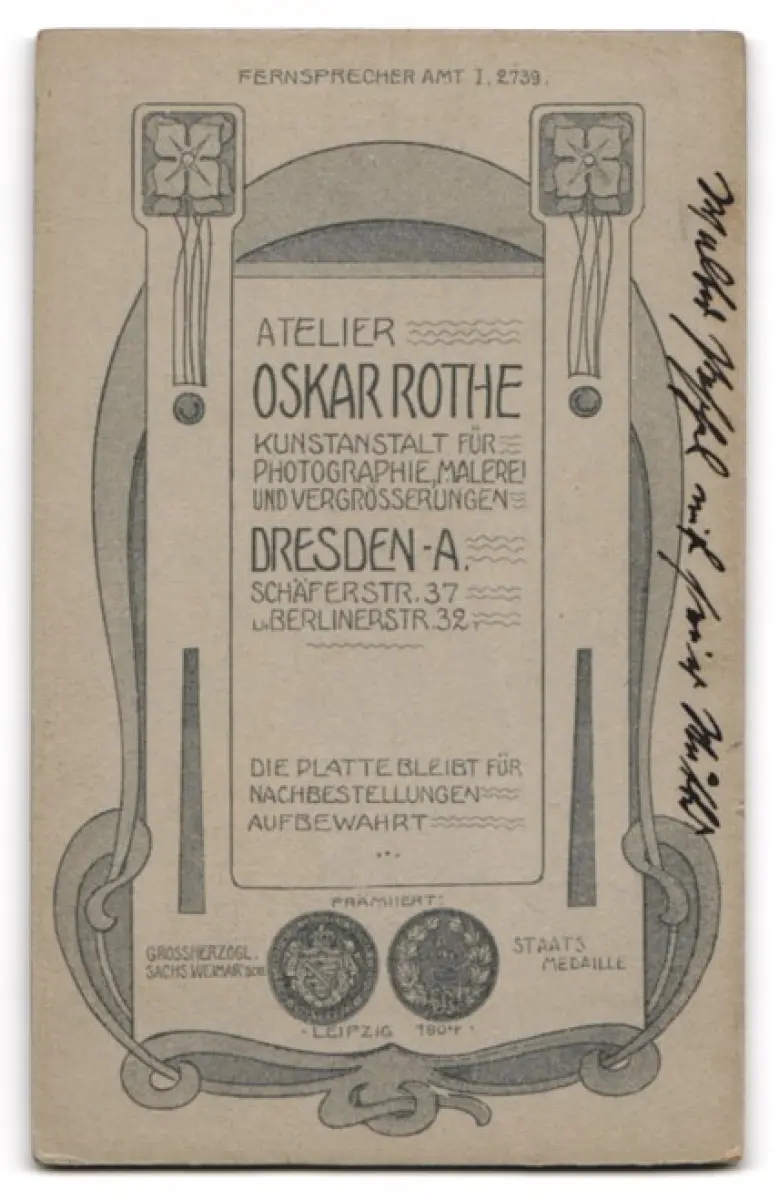 FERNSPRECHER AMT I, 2739.
ATELIER
OSKAR ROTHE
KUNSTANSTALT FÜR
PHOTOGRAPHIE, MALEREI
UND VERGRÖSSERUNGEN
DRESDEN-A.
SCHÄFERSTR. 37
u. BERLINERSTR. 32
DIE PLATTE BLEIBT FÜR
NACHBESTELLUNGEN
AUFBEWAHRT
PRÄMIIERT:
GROSSHERZOGL.
SACHS. WEIMAR'SCHE
STAATS
MEDAILLE
· LEIPZIG 1904 ·
mit